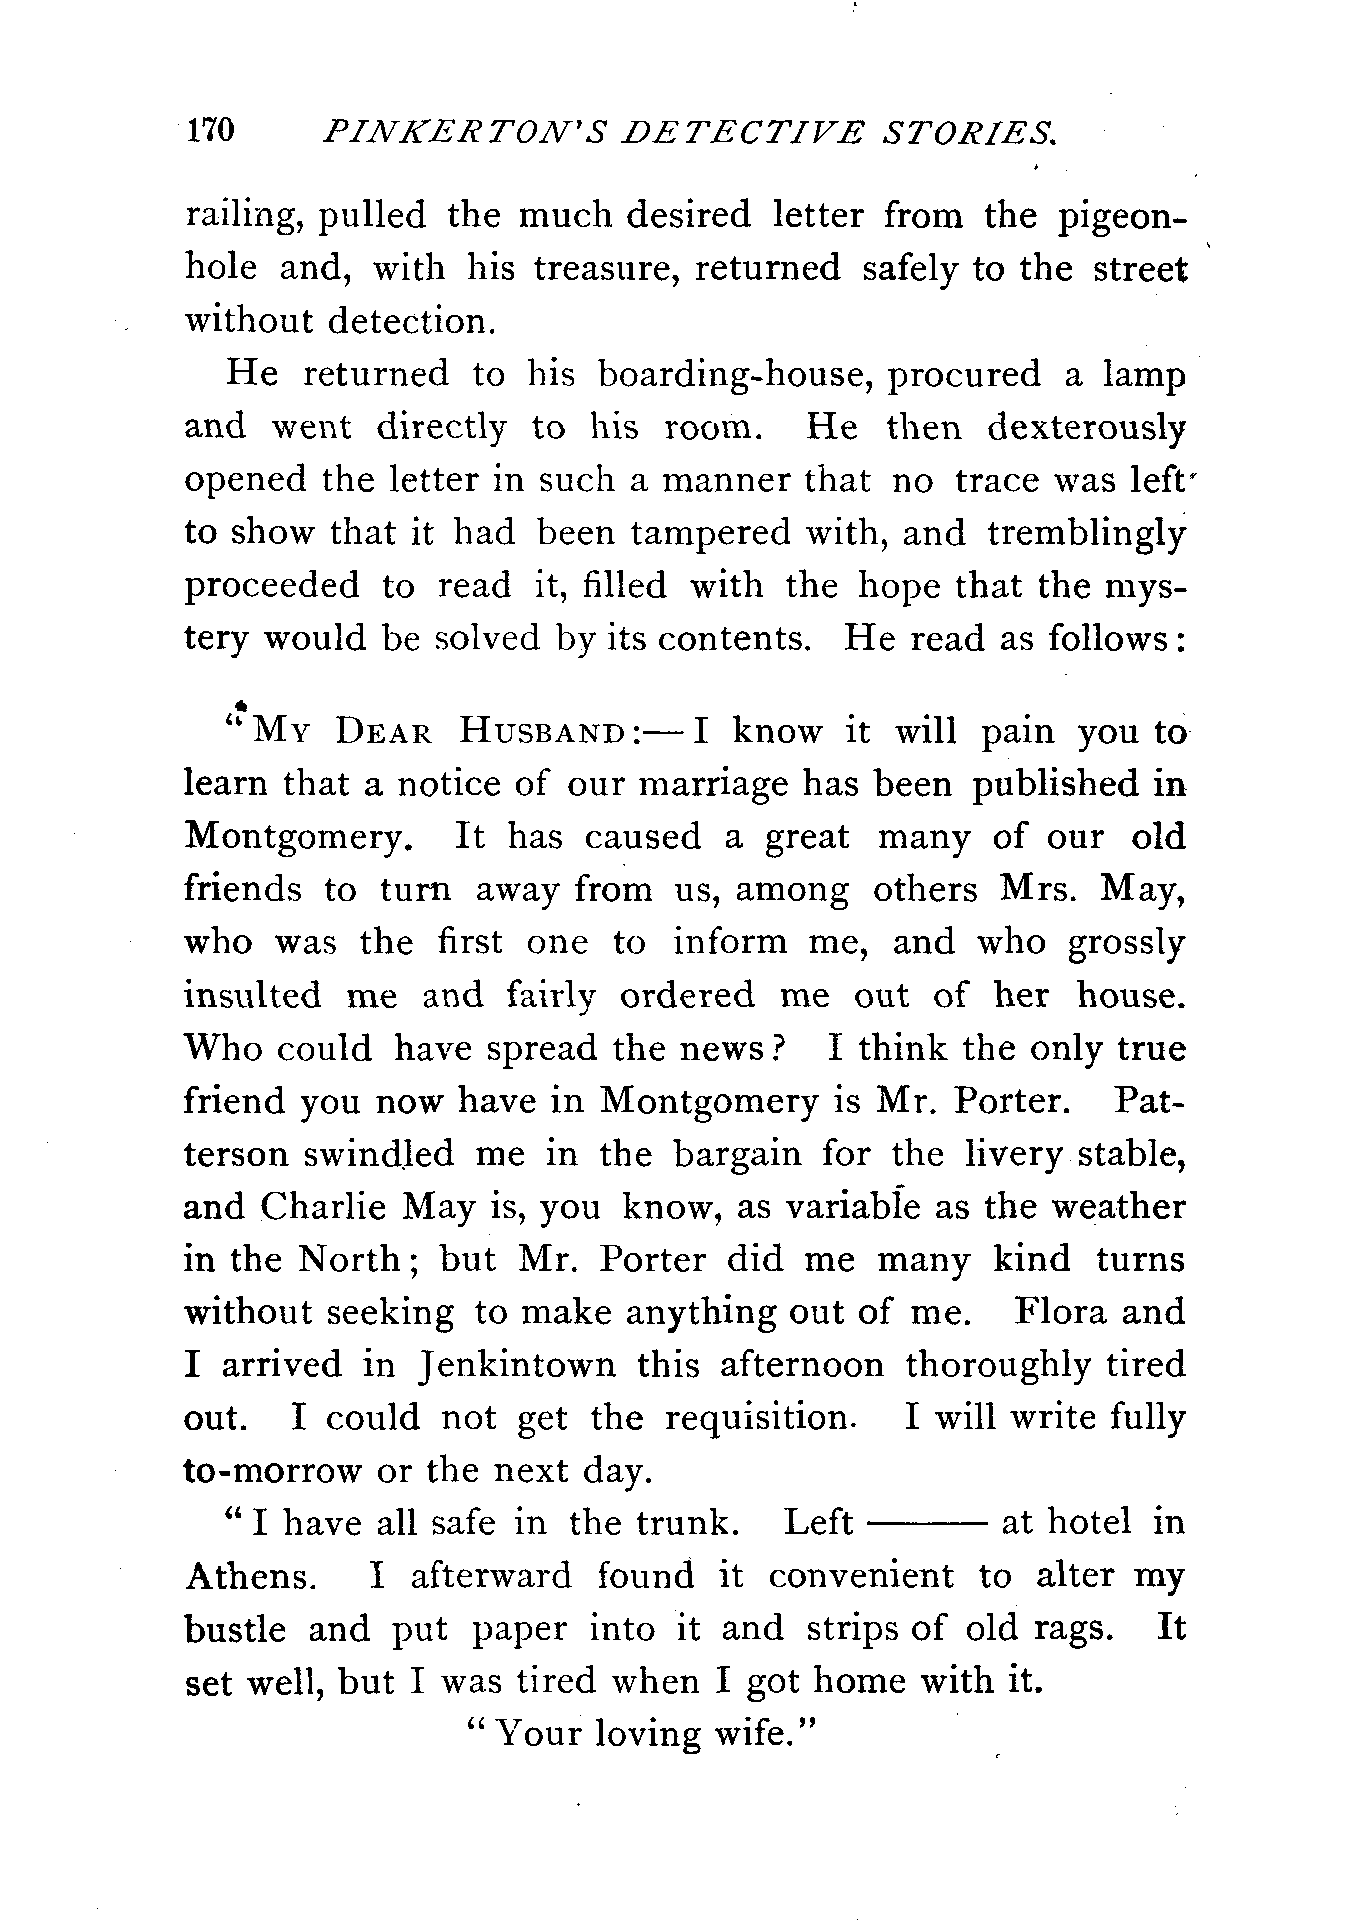 170 PINKERTON'S DETECTIVE STORIES.
railing, pulled the much desired letter from the pigeon-
hole and, with his treasure, returned safely to the street
without detection.
He returned to his boarding-house, procured a lamp
and went directly to his room. He then dexterously
opened the letter in such a manner that no trace was left
to show that it had been tampered with, and tremblingly
proceeded to read it, filled with the hope that the mys-
tery would be solved by its contents. He read as follows:
"MY DEAR HUSBAND:—I know it will pain you to
learn that a notice of our marriage has been published in
Montgomery. It has caused a great many of our old
friends to turn away from us, among others Mrs. May,
who was the first one to inform me, and who grossly
insulted me and fairly ordered me out of her house.
Who could have spread the news? I think the only true
friend you now have in Montgomery is Mr. Porter. Pat-
terson swindled me in the bargain for the livery stable,
and Charlie May is, you know, as variable as the weather
in the North; but Mr. Porter did me many kind turns
without seeking to make anything out of me. Flora and
I arrived in Jenkintown this afternoon thoroughly tired
out. I could not get the requisition. I will write fully
to-morrow or the next day.
"I have all safe in the trunk. Left ——— at hotel in
Athens. I afterward found it convenient to alter my
bustle and put paper into it and strips of old rags. It
set well, but I was tired when I got home with it.
"Your loving wife."